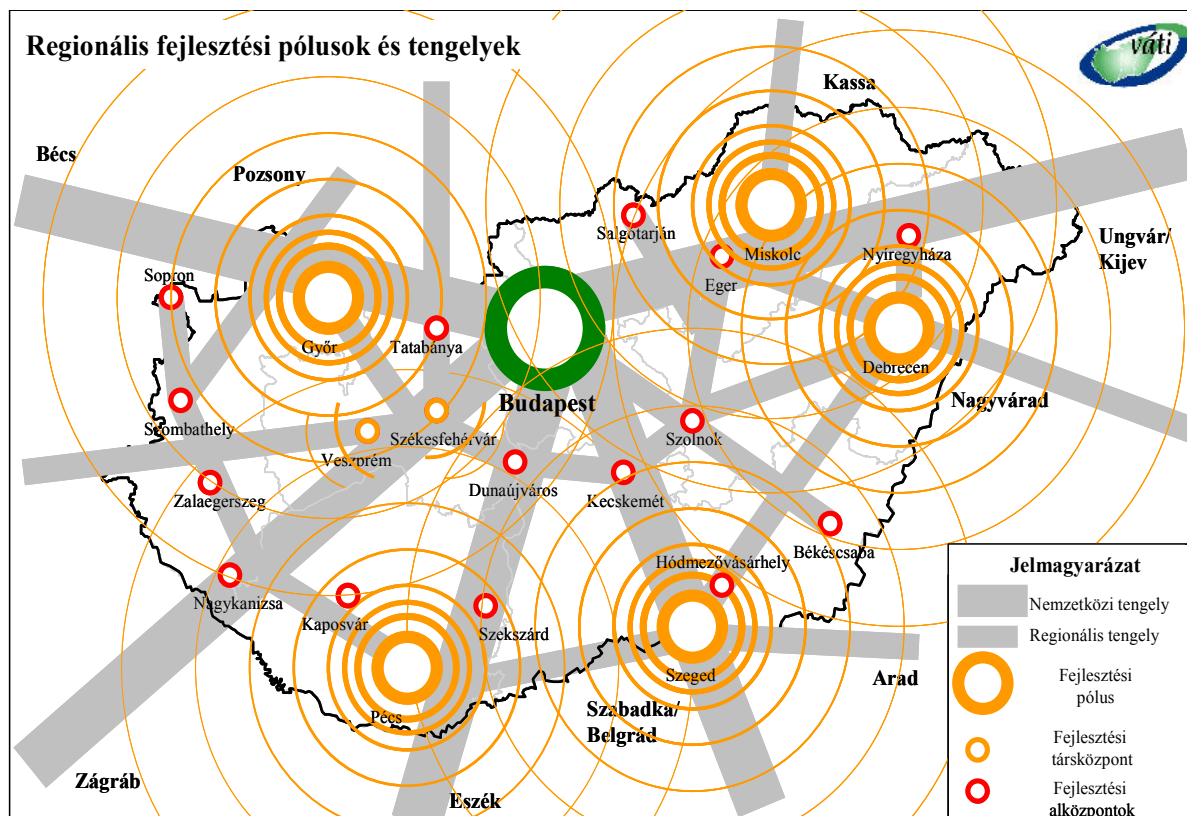 Regionális fejlesztési pólusok és tengelyek
váti
Kassa
Bécs
Pozsony
Salgótarján
Ungvár/
Kijev
Miskolc
Nyíregyháza
Eger
Sopron
Győr
Tatabánya
Debrecen
Budapest
Nagyvárad
Szombathely
Székesfehérvár
Szolnok
Veszprém
Zalaegerszeg
Dunaújváros
Kecskemét
Békéscsaba
Hódmezővásárhely
Nagykanizsa
Kaposvár
Szekszárd
Szeged
Arad
Pécs
Szabadka/
Belgrád
Zágráb
Eszék
Jelmagyarázat
Nemzetközi tengely
Regionális tengely
Fejlesztési
pólus
Fejlesztési
társközpont
Fejlesztési
alközpontok